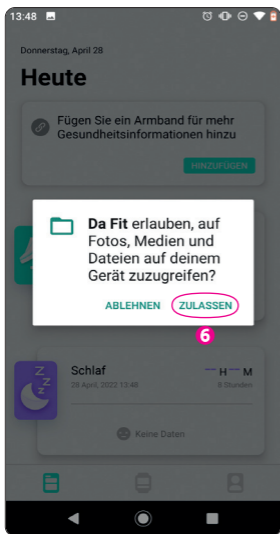 13:48
Donnerstag, April 28
Heute
Fügen Sie ein Armband für mehr
Gesundheitsinformationen hinzu
HINZUFÜGEN
Da Fit erlauben, auf
Fotos, Medien und
Dateien auf deinem
Gerät zuzugreifen?
ABLEHNEN ZULASSEN
6
Schlaf
28 April, 2022 13:48
-- H -- M
8 Stunden
Keine Daten